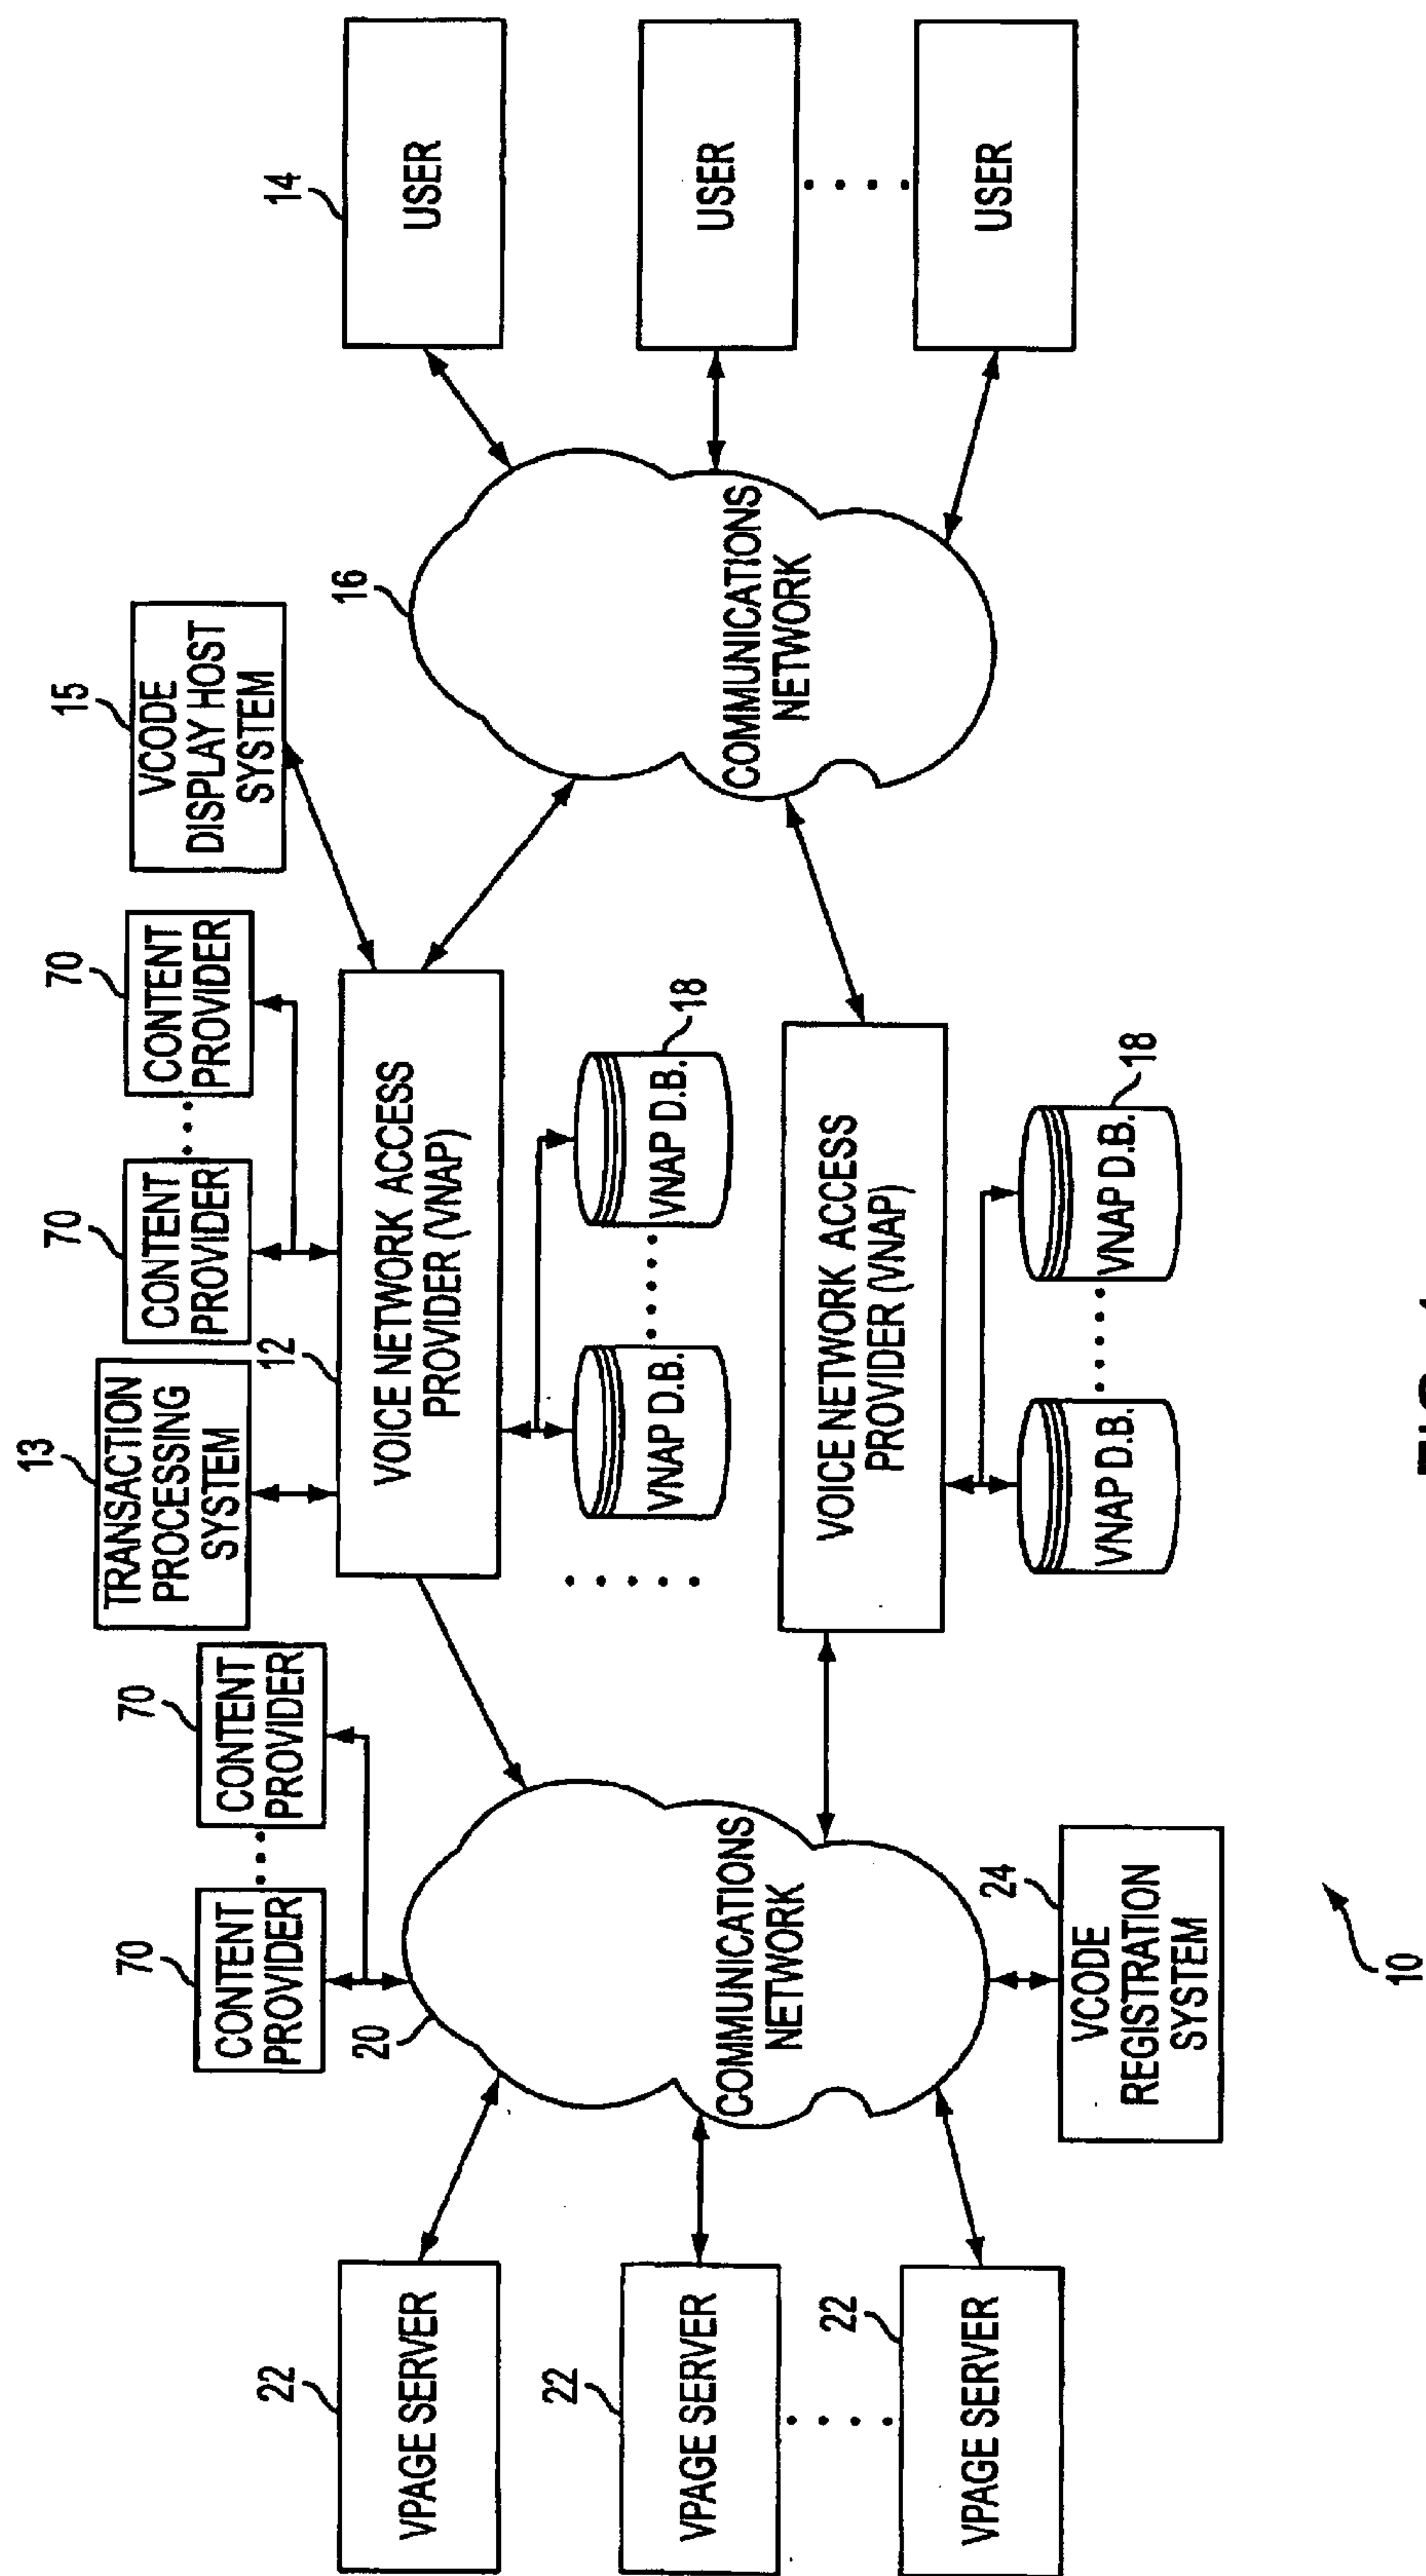 13
TRANSACTION
PROCESSING
SYSTEM
70
CONTENT
PROVIDER
70
CONTENT
PROVIDER
15
VCODE
DISPLAY HOST
SYSTEM
70
CONTENT
PROVIDER
70
CONTENT
PROVIDER
22
VPAGE SERVER
20
12
VOICE NETWORK ACCESS
PROVIDER (VNAP)
16
14
USER
22
VPAGE SERVER
COMMUNICATIONS
NETWORK
VNAP D.B.
VNAP D.B.
18
COMMUNICATIONS
NETWORK
USER
22
VPAGE SERVER
VOICE NETWORK ACCESS
PROVIDER (VNAP)
USER
24
VCODE
REGISTRATION
SYSTEM
VNAP D.B.
VNAP D.B.
18
10